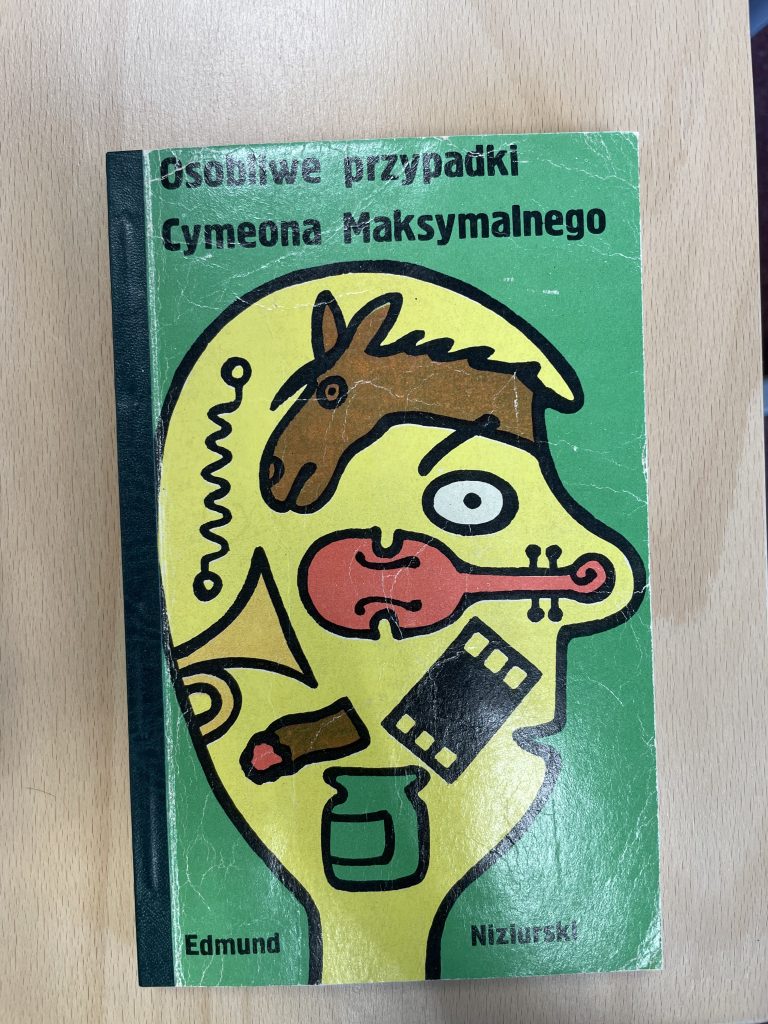 Osobliwe przypadki
Cymeona Maksymalnego
Edmund Niziurski